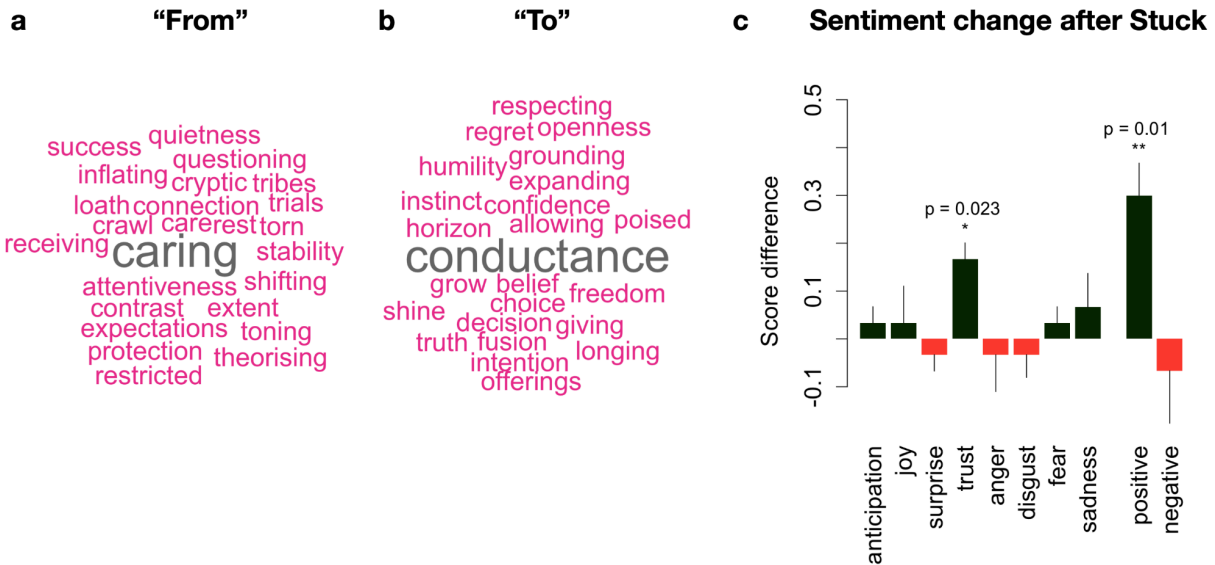 a "From" b "To" c Sentiment change after Stuck
success quietness
questioning
inflating cryptic tribes
loath connection trials
crawl care rest torn
receiving caring stability
attentiveness shifting
contrast extent
expectations toning
protection theorising
restricted
respecting
regret openness
humility grounding
expanding
instinct confidence
horizon allowing poised
conductance
grow belief freedom
choice
shine decision giving
truth fusion longing
intention
offerings
Score difference
0.5
0.3
0.1
-0.1
p = 0.023
*
p = 0.01
**
anticipation
joy
surprise
trust
anger
disgust
fear
sadness
positive
negative